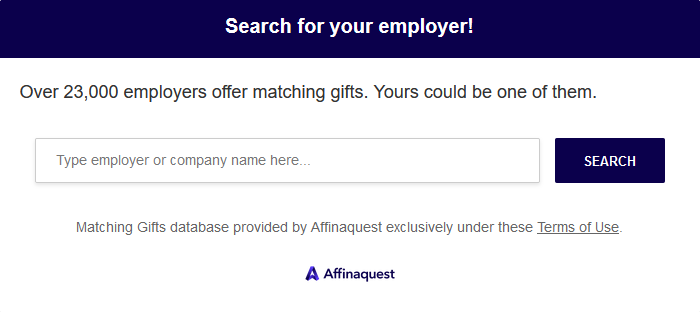 Search for your employer!
Over 23,000 employers offer matching gifts. Yours could be one of them.
Type employer or company name here...
SEARCH
Matching Gifts database provided by Affinaquest exclusively under these Terms of Use.
Affinaquest